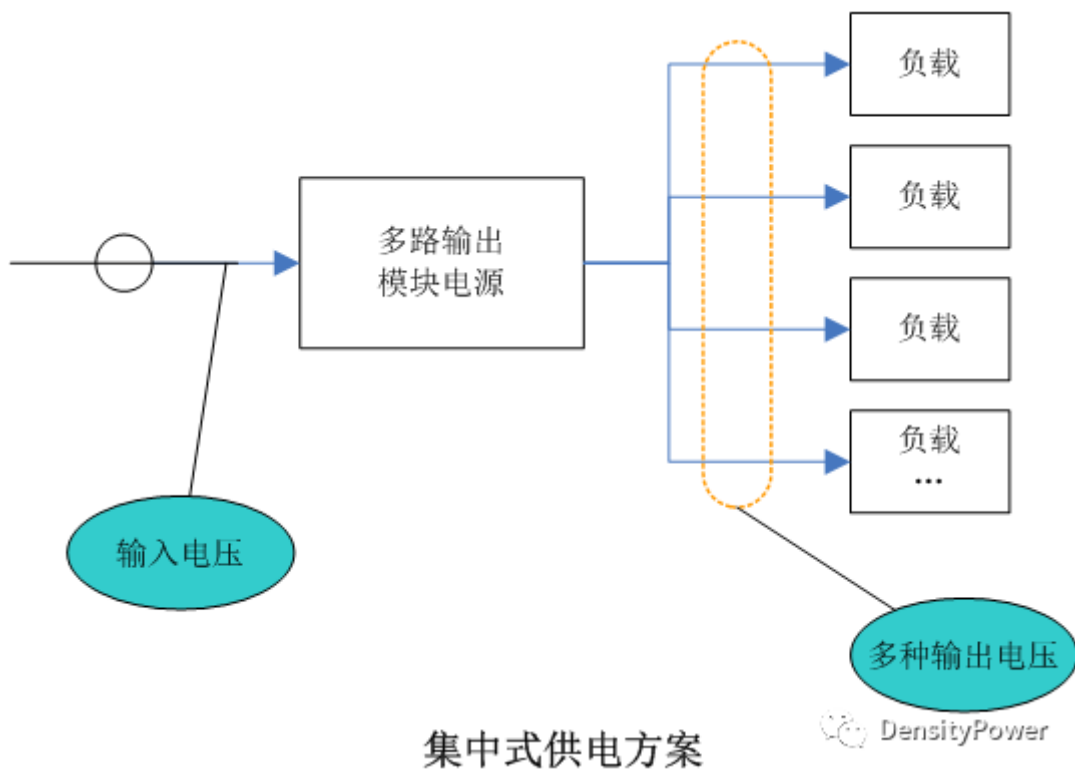 负载
负载
多路输出
模块电源
负载
负载
...
输入电压
多种输出电压
DensityPower
集中式供电方案